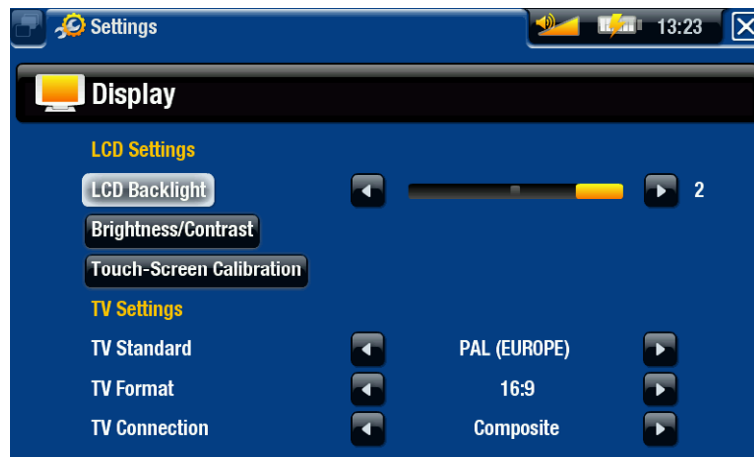 Settings 13:23
Display
LCD Settings
LCD Backlight 2
Brightness/Contrast
Touch-Screen Calibration
TV Settings
TV Standard PAL (EUROPE)
TV Format 16:9
TV Connection Composite